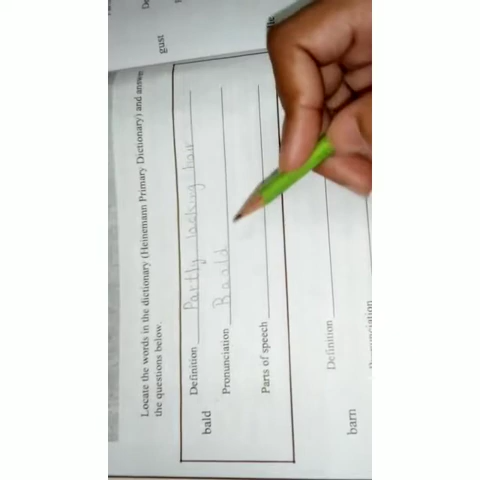 gust
Locate the words in the dictionary (Heinemann Primary Dictionary) and answer
the questions below.
Definition Partly lacking hair
bald
Pronunciation Baald
Parts of speech
Definition
barn